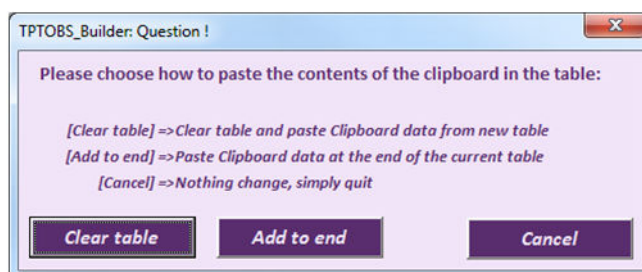 TPTOBS_Builder: Question !
Please choose how to paste the contents of the clipboard in the table:
[Clear table] =>Clear table and paste Clipboard data from new table
[Add to end] =>Paste Clipboard data at the end of the current table
[Cancel] =>Nothing change, simply quit
Clear table Add to end Cancel